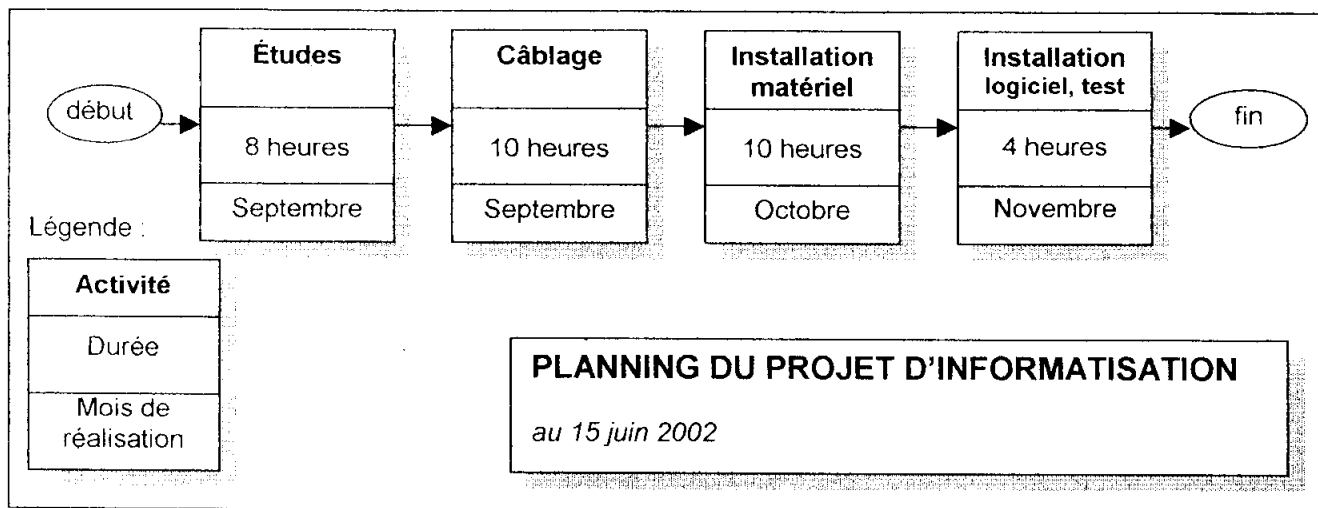 Études
Câblage
Installation
matériel
Installation
logiciel, test
début
fin
8 heures
10 heures
10 heures
4 heures
Septembre
Septembre
Octobre
Novembre
Légende :
Activité
Durée
Mois de
réalisation
PLANNING DU PROJET D'INFORMATISATION
au 15 juin 2002